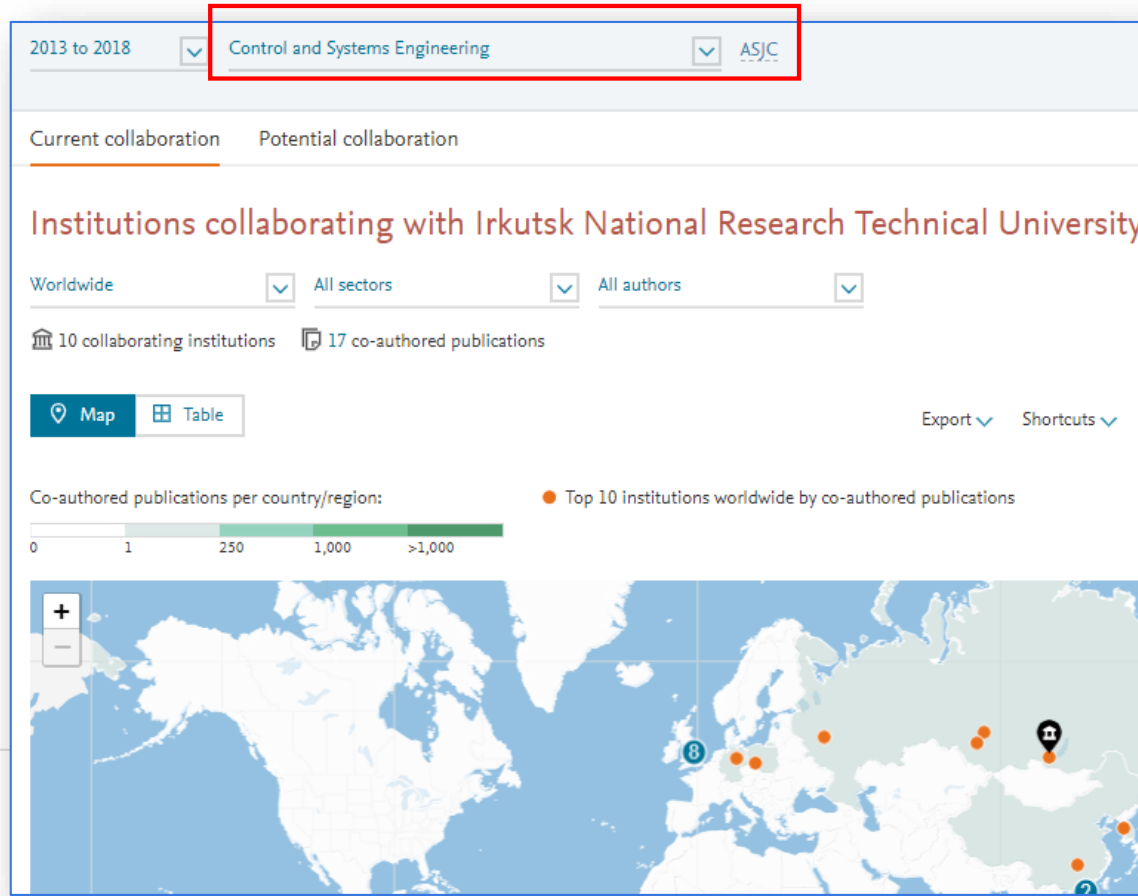 2013 to 2018 Control and Systems Engineering ASJC
Current collaboration Potential collaboration
Institutions collaborating with Irkutsk National Research Technical University
Worldwide All sectors All authors
10 collaborating institutions 17 co-authored publications
Map Table
Export Shortcuts
Co-authored publications per country/region: Top 10 institutions worldwide by co-authored publications
0 1 250 1,000 >1,000
+
−
8
2